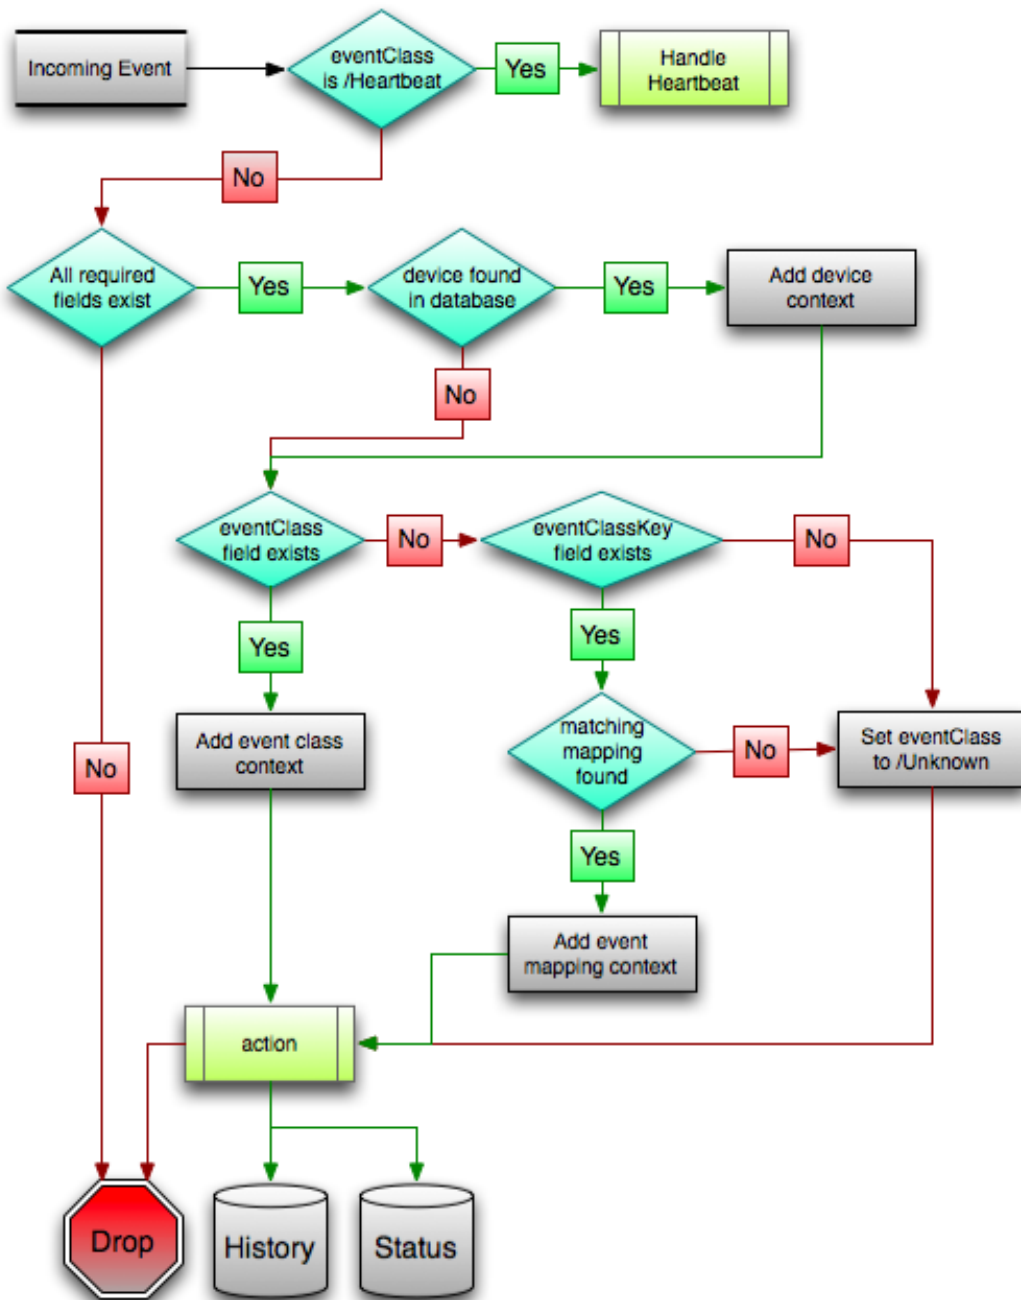 Incoming Event
eventClass
is /Heartbeat
Yes
Handle
Heartbeat
No
All required
fields exist
Yes
device found
in database
Yes
Add device
context
No
eventClass
field exists
No
eventClassKey
field exists
No
Yes
Yes
Add event class
context
matching
mapping
found
No
Set eventClass
to /Unknown
No
Yes
Add event
mapping context
action
Drop
History
Status